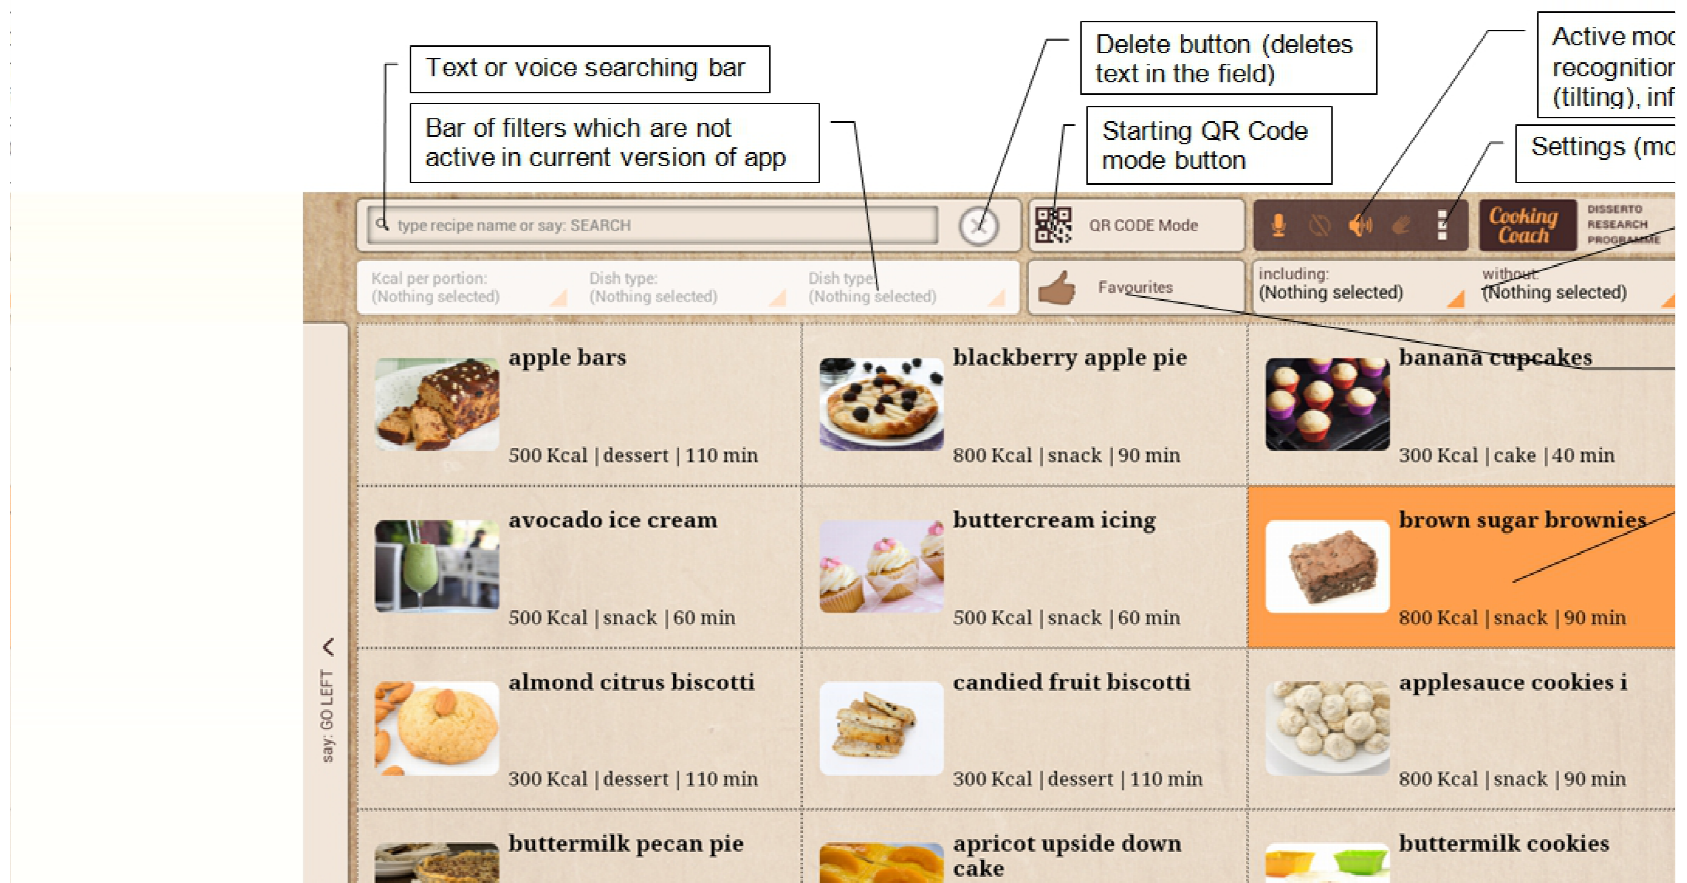 Text or voice searching bar
Bar of filters which are not
active in current version of app
Delete button (deletes
text in the field)
Starting QR Code
mode button
Active
recognition
(tilting),
Settings
type recipe name or say: SEARCH
QR CODE Mode
Cooking
Coach
DISSERTO
RESEARCH
PROGRAMME
Kcal per portion:
(Nothing selected)
Dish type:
(Nothing selected)
Dish type:
(Nothing selected)
Favourites
including:
(Nothing selected)
without:
(Nothing selected)
apple bars
500 Kcal | dessert | 110 min
blackberry apple pie
800 Kcal | snack | 90 min
banana cupcakes
300 Kcal | cake | 40 min
avocado ice cream
500 Kcal | snack | 60 min
buttercream icing
500 Kcal | snack | 60 min
brown sugar brownies
800 Kcal | snack | 90 min
say: GO LEFT
almond citrus biscotti
300 Kcal | dessert | 110 min
candied fruit biscotti
300 Kcal | dessert | 110 min
applesauce cookies i
800 Kcal | snack | 90 min
buttermilk pecan pie
apricot upside down
cake
buttermilk cookies